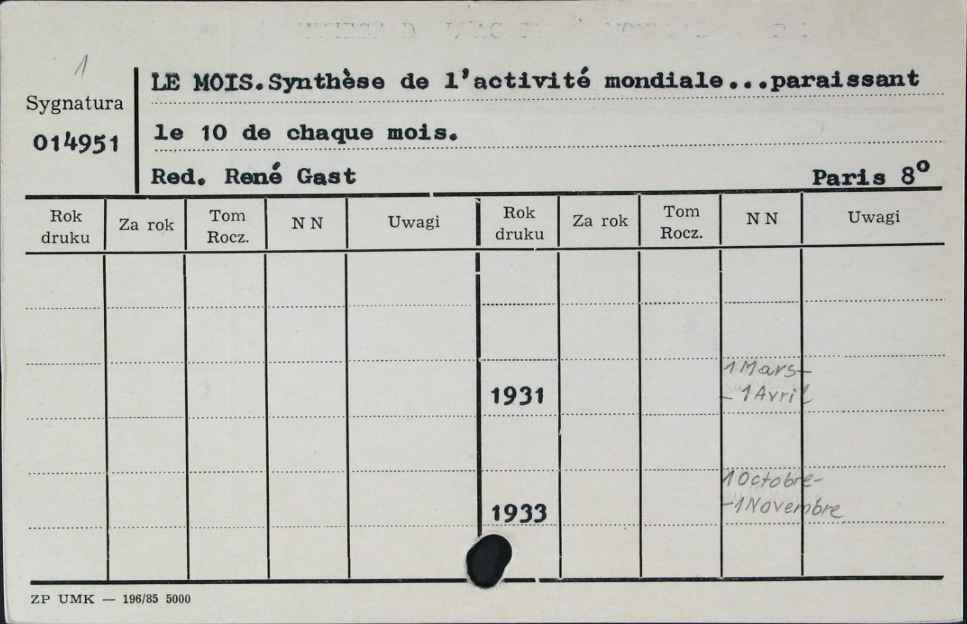 1
Sygnatura
014951
LE MOIS.Synthèse de l'activité mondiale...paraissant
le 10 de chaque mois.
Red. René Gast Paris 8º
Rok druku Za rok Tom Rocz. N N Uwagi Rok druku Za rok Tom Rocz. N N Uwagi
1931 1 Mars-
- 1 Avril
1933 1 Octobre-
-1 Novembre
ZP UMK — 196/85 5000